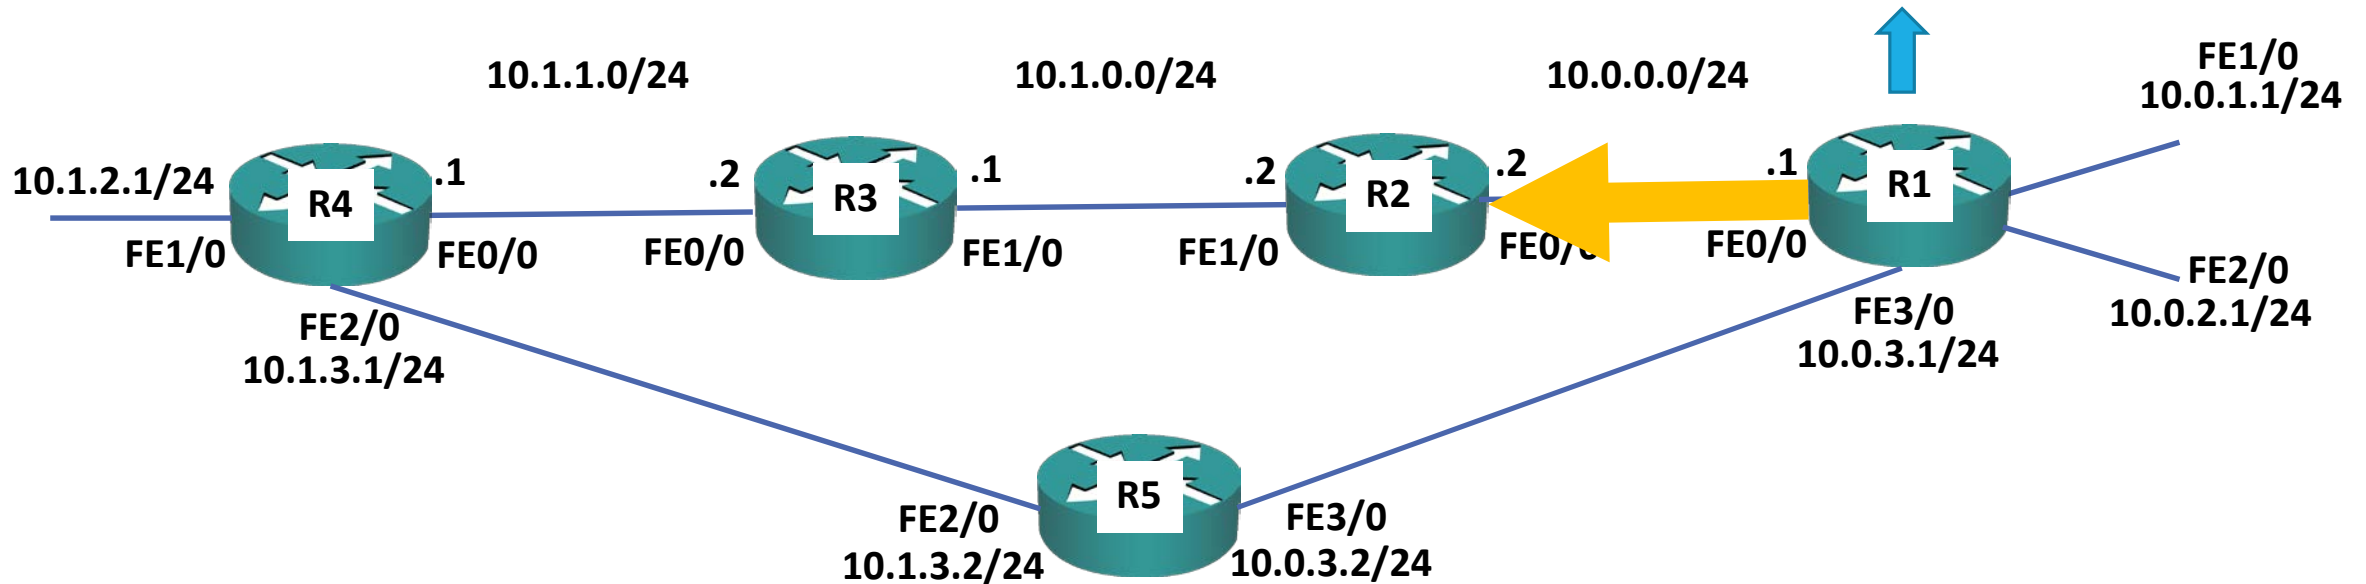 10.1.1.0/24
10.1.0.0/24
10.0.0.0/24
FE1/0
10.0.1.1/24
10.1.2.1/24
R4
.1
.2
R3
.1
.2
R2
.2
.1
R1
FE1/0
FE0/0
FE0/0
FE1/0
FE1/0
FE0/0
FE0/0
FE2/0
10.0.2.1/24
FE2/0
10.1.3.1/24
FE3/0
10.0.3.1/24
R5
FE2/0
10.1.3.2/24
FE3/0
10.0.3.2/24